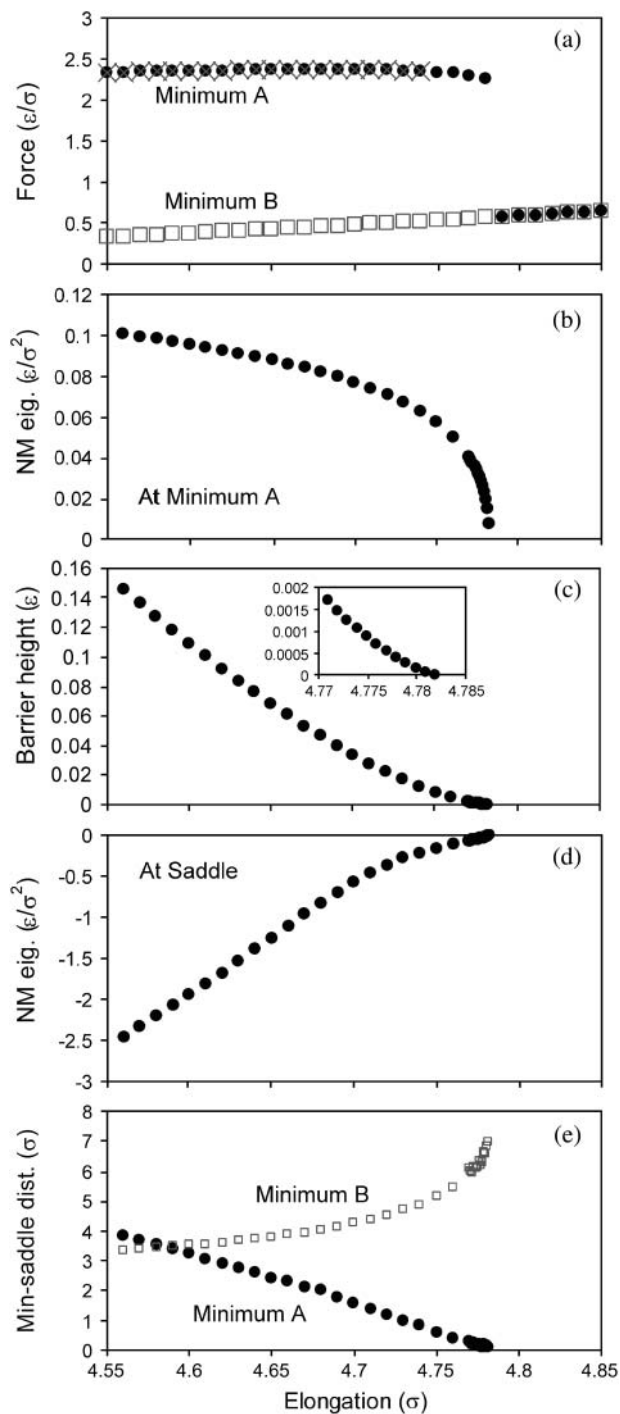 (a)
Force (ε/σ)
3
2.5
2
1.5
1
0.5
0
Minimum A
Minimum B
(b)
NM eig. (ε/σ²)
0.12
0.1
0.08
0.06
0.04
0.02
0
At Minimum A
(c)
Barrier height (ε)
0.16
0.14
0.12
0.1
0.08
0.06
0.04
0.02
0
0.002
0.0015
0.001
0.0005
0
4.77 4.775 4.78 4.785
(d)
NM eig. (ε/σ²)
0
-0.5
-1
-1.5
-2
-2.5
-3
At Saddle
(e)
Min-saddle dist. (σ)
8
7
6
5
4
3
2
1
0
Minimum B
Minimum A
4.55 4.6 4.65 4.7 4.75 4.8 4.85
Elongation (σ)